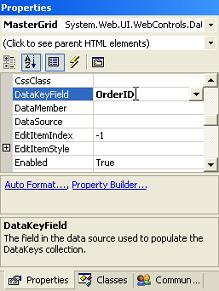 Properties
MasterGrid System.Web.UI.WebControls.Da
(Click to see parent HTML elements)
CssClass
DataKeyField OrderID
DataMember
DataSource
EditItemIndex -1
EditItemStyle
Enabled True
Auto Format..., Property Builder...
DataKeyField
The field in the data source used to populate the
DataKeys collection.
Properties Classes Commun...